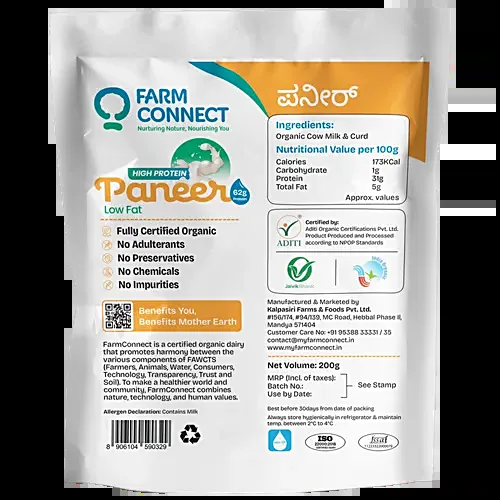 FARM
CONNECT
Nurturing Nature, Nourishing You
HIGH PROTEIN
Paneer
62g
Low Fat
Fully Certified Organic
No Adulterants
No Preservatives
No Chemicals
No Impurities
Benefits You,
Benefits Mother Earth
FarmConnect is a certified organic dairy
that promotes harmony between the
various components of FAWCTS
(Farmers, Animals, Water, Consumers,
Technology, Transparency, Trust and
Soil). To make a healthier world and
community, FarmConnect combines
nature, technology, and human values.
Allergen Declaration: Contains Milk
8 906104 590329
ಪನೀರ್
Ingredients:
Organic Cow Milk & Curd
Nutritional Value per 100g
Calories 173KCal
Carbohydrate 1g
Protein 31g
Total Fat 5g
Approx. values
ADITI
Certified by:
Aditi Organic Certifications Pvt. Ltd.
Product Produced and Processed
according to NPOP Standards
Jaivik Bharat
Manufactured & Marketed by
Kalpasiri Farms & Foods Pvt. Ltd.
#156/174, #94/139, MC Road, Hebbal Phase II,
Mandya 571404
Customer Care No: +91 95388 33331 / 35
contact@myfarmconnect.in
www.myfarmconnect.in
Net Volume: 200g
MRP (Incl. of taxes):
Batch No.: See Stamp
Use by Date:
Best before 30days from date of packing
Always store hygienically in refrigerator & maintain
temp. between 2°C to 4°C
ISO
fssai